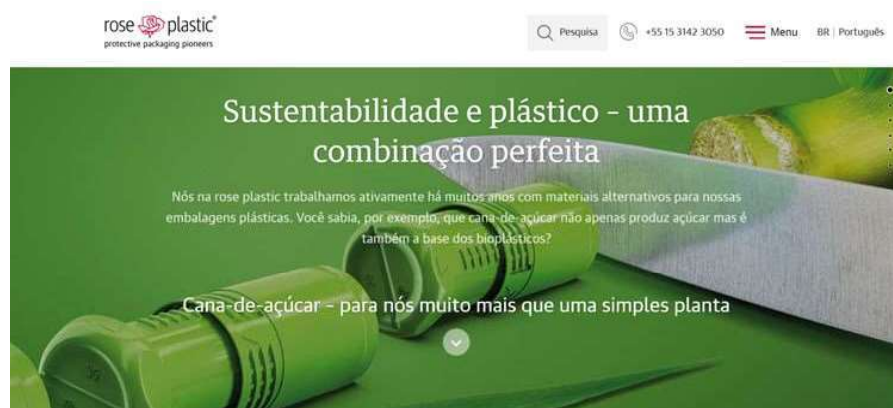 rose plastic®
protective packaging pioneers
Pesquisa
+55 15 3142 3050
Menu
BR | Português
Sustentabilidade e plástico - uma
combinação perfeita
Nós na rose plastic trabalhamos ativamente há muitos anos com materiais alternativos para nossas
embalagens plásticas. Você sabia, por exemplo, que cana-de-açúcar não apenas produz açúcar mas é
também a base dos bioplásticos?
Cana-de-açúcar – para nós muito mais que uma simples planta